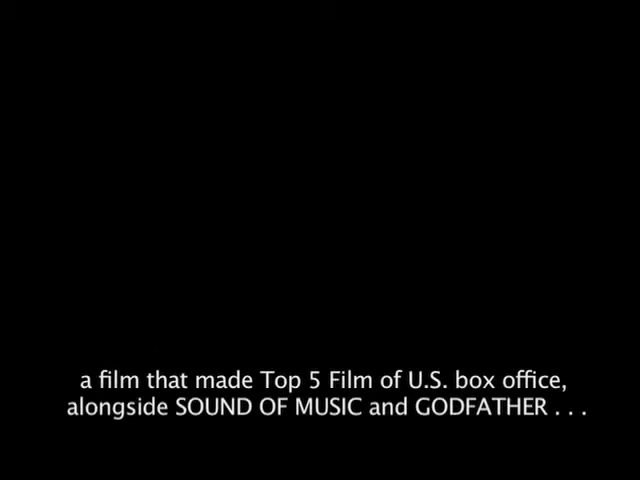 a film that made Top 5 Film of U.S. box office,
alongside SOUND OF MUSIC and GODFATHER . . .